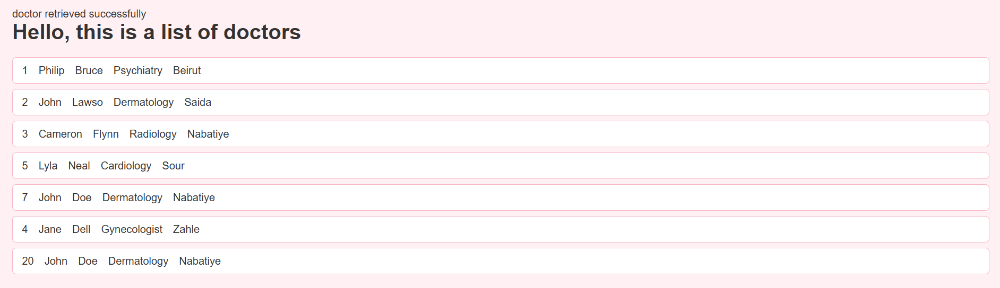 doctor retrieved successfully
Hello, this is a list of doctors
1 Philip Bruce Psychiatry Beirut
2 John Lawso Dermatology Saida
3 Cameron Flynn Radiology Nabatiye
5 Lyla Neal Cardiology Sour
7 John Doe Dermatology Nabatiye
4 Jane Dell Gynecologist Zahle
20 John Doe Dermatology Nabatiye